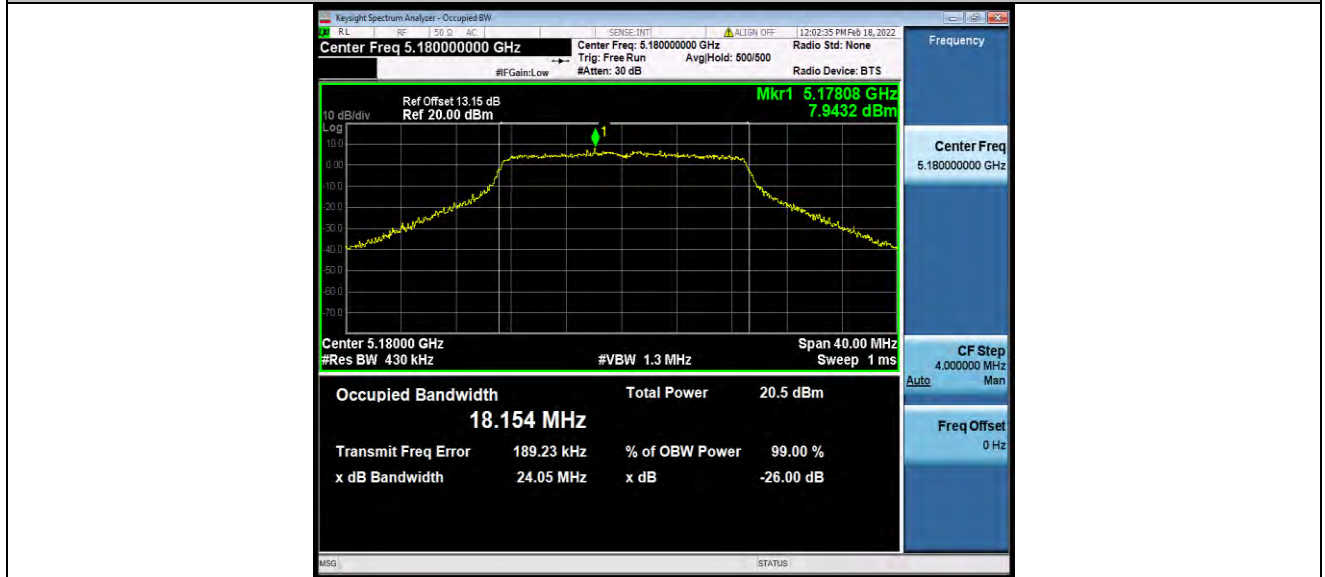 Keysight Spectrum Analyzer - Occupied BW
RL RF 50 Ω AC SENSE:INT ALIGN OFF 12:02:35 PM Feb 18, 2022
Center Freq 5.180000000 GHz
Center Freq: 5.180000000 GHz
Radio Std: None
Trig: Free Run Avg|Hold: 500/500
#IFGain:Low
#Atten: 30 dB
Radio Device: BTS
Frequency
Mkr1 5.17808 GHz
7.9432 dBm
Ref Offset 13.15 dB
10 dB/div Ref 20.00 dBm
Log
1
10.0
0.00
-10.0
-20.0
-30.0
-40.0
-50.0
-60.0
-70.0
Center 5.18000 GHz
Span 40.00 MHz
#Res BW 430 kHz
#VBW 1.3 MHz
Sweep 1 ms
Center Freq
5.180000000 GHz
CF Step
4.000000 MHz
Auto Man
Freq Offset
0 Hz
Occupied Bandwidth
Total Power 20.5 dBm
18.154 MHz
Transmit Freq Error 189.23 kHz % of OBW Power 99.00 %
x dB Bandwidth 24.05 MHz x dB -26.00 dB
MSG STATUS